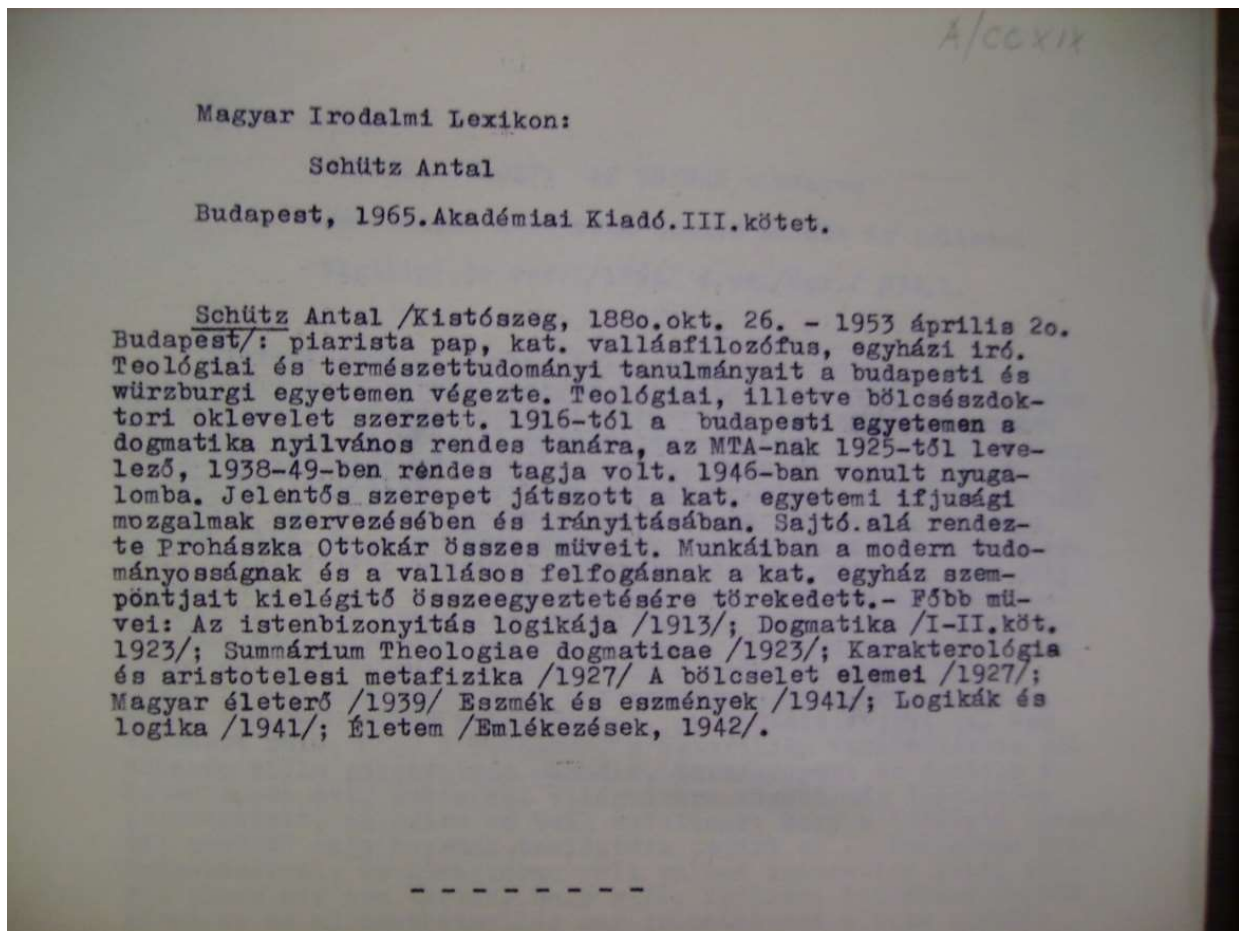 A/CCXIX
Magyar Irodalmi Lexikon:
Schütz Antal
Budapest, 1965.Akadémiai Kiadó.III.kötet.
Schütz Antal /Kistószeg, 188o.okt. 26. - 1953 április 2o.
Budapest/: piarista pap, kat. vallásfilozófus, egyházi iró.
Teológiai és természettudományi tanulmányait a budapesti és
würzburgi egyetemen végezte. Teológiai, illetve bölcsészdok-
tori oklevelet szerzett. 1916-tól a budapesti egyetemen a
dogmatika nyilvános rendes tanára, az MTA-nak 1925-től leve-
lező, 1938-49-ben rendes tagja volt. 1946-ban vonult nyuga-
lomba. Jelentős szerepet játszott a kat. egyetemi ifjusági
mozgalmak szervezésében és irányitásában. Sajtó.alá rendez-
te Prohászka Ottokár összes müveit. Munkáiban a modern tudo-
mányosságnak és a vallásos felfogásnak a kat. egyház szem-
pontjait kielégitő összeegyeztetésére törekedett.- Főbb mü-
vei: Az istenbizonyitás logikája /1913/; Dogmatika /I-II.köt.
1923/; Summárium Theologiae dogmaticae /1923/; Karakterológia
és aristotelesi metafizika /1927/ A bölcselet elemei /1927/;
Magyar életerő /1939/ Eszmék és eszmények /1941/; Logikák és
logika /1941/; Életem /Emlékezések, 1942/.
- - - - - - - - -